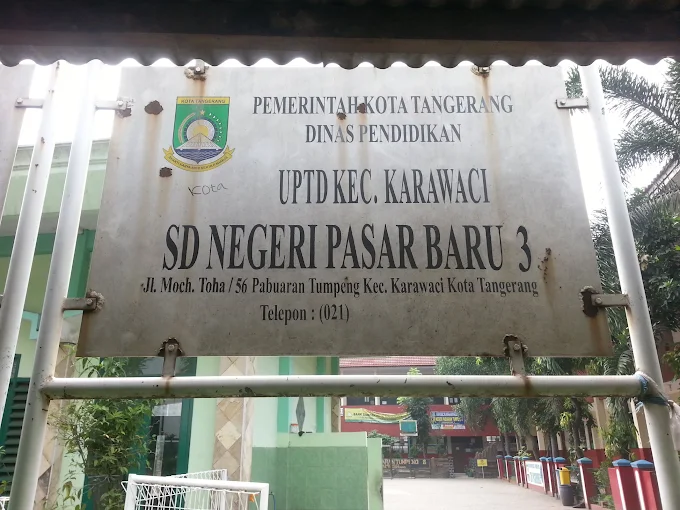 KOTA TANGERANG
Kota
PEMERINTAH KOTA TANGERANG
DINAS PENDIDIKAN
UPTD KEC. KARAWACI
SD NEGERI PASAR BARU 3
Jl. Moch. Toha / 56 Pabuaran Tumpeng Kec. Karawaci Kota Tangerang
Telepon : (021)